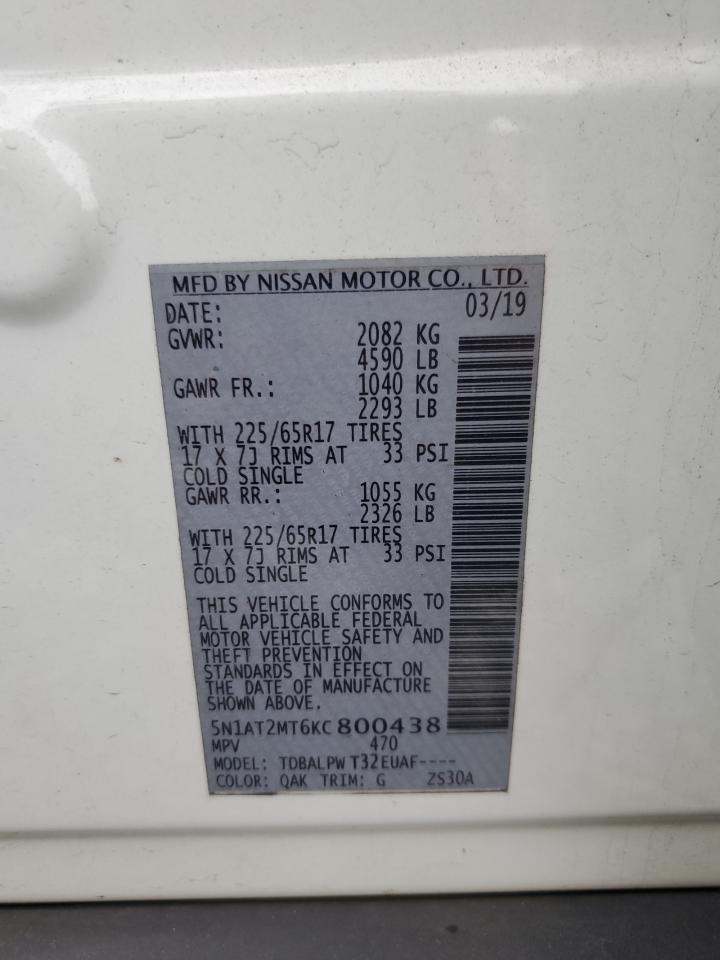 MFD BY NISSAN MOTOR CO., LTD.
DATE: 03/19
GVWR: 2082 KG
4590 LB
GAWR FR.: 1040 KG
2293 LB
WITH 225/65R17 TIRES
17 X 7J RIMS AT 33 PSI
COLD SINGLE
GAWR RR.: 1055 KG
2326 LB
WITH 225/65R17 TIRES
17 X 7J RIMS AT 33 PSI
COLD SINGLE
THIS VEHICLE CONFORMS TO
ALL APPLICABLE FEDERAL
MOTOR VEHICLE SAFETY AND
THEFT PREVENTION
STANDARDS IN EFFECT ON
THE DATE OF MANUFACTURE
SHOWN ABOVE.
5N1AT2MT6KC800438
MPV 470
MODEL: TDBALPW T32EUAF----
COLOR: QAK TRIM: G ZS30A